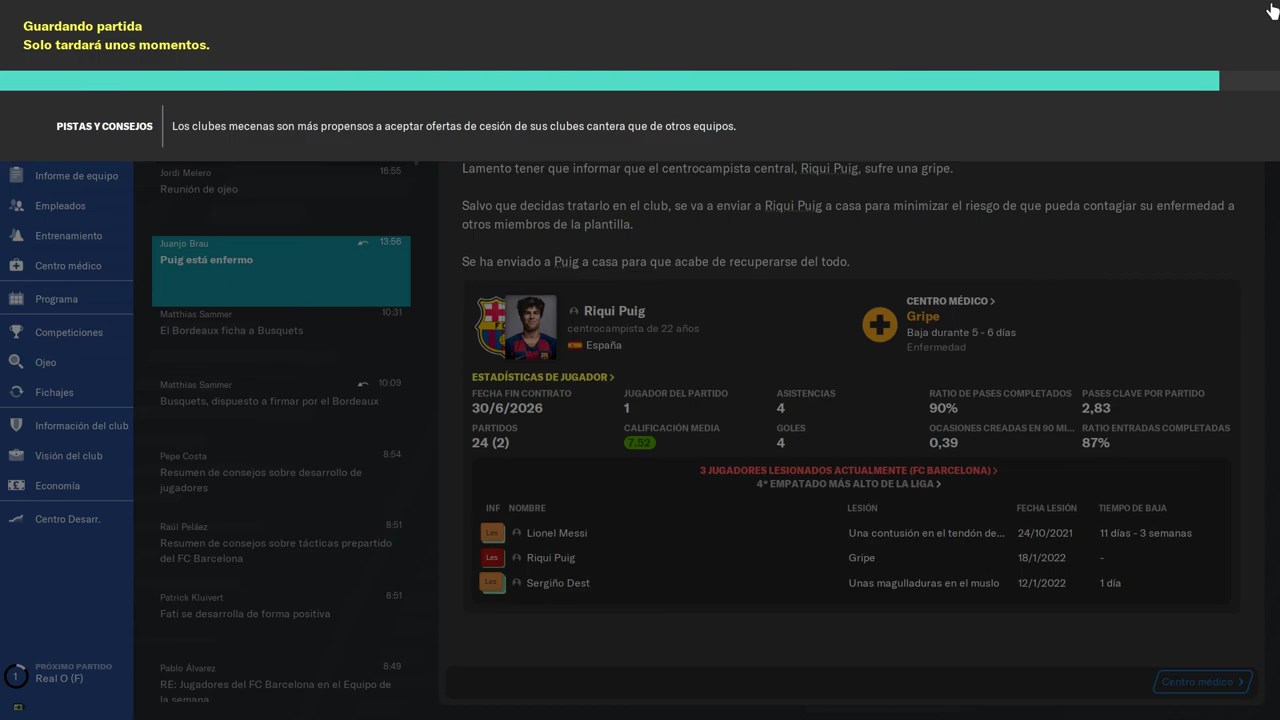 Guardando partida
Solo tardará unos momentos.
PISTAS Y CONSEJOS
Los clubes mecenas son más propensos a aceptar ofertas de cesión de sus clubes cantera que de otros equipos.
Informe de equipo
Empleados
Entrenamiento
Centro médico
Programa
Competiciones
Ojeo
Fichajes
Información del club
Visión del club
Economía
Centro Desarr.
PRÓXIMO PARTIDO
1
Real O (F)
Jordi Melero 16:55
Reunión de ojeo
Juanjo Brau 13:56
Puig está enfermo
Matthias Sammer 10:31
El Bordeaux ficha a Busquets
Matthias Sammer 10:09
Busquets, dispuesto a firmar por el Bordeaux
Pepe Costa 8:54
Resumen de consejos sobre desarrollo de
jugadores
Raúl Peláez 8:51
Resumen de consejos sobre tácticas prepartido
del FC Barcelona
Patrick Kluivert 8:51
Fati se desarrolla de forma positiva
Pablo Álvarez 8:49
RE: Jugadores del FC Barcelona en el Equipo de
la semana
Lamento tener que informar que el centrocampista central, Riqui Puig, sufre una gripe.
Salvo que decidas tratarlo en el club, se va a enviar a Riqui Puig a casa para minimizar el riesgo de que pueda contagiar su enfermedad a
otros miembros de la plantilla.
Se ha enviado a Puig a casa para que acabe de recuperarse del todo.
Riqui Puig
centrocampista de 22 años
España
CENTRO MÉDICO >
Gripe
Baja durante 5 - 6 días
Enfermedad
ESTADÍSTICAS DE JUGADOR >
FECHA FIN CONTRATO JUGADOR DEL PARTIDO ASISTENCIAS RATIO DE PASES COMPLETADOS PASES CLAVE POR PARTIDO
30/6/2026 1 4 90% 2,83
PARTIDOS CALIFICACIÓN MEDIA GOLES OCASIONES CREADAS EN 90 MI... RATIO ENTRADAS COMPLETADAS
24 (2) 7.52 4 0,39 87%
3 JUGADORES LESIONADOS ACTUALMENTE (FC BARCELONA) >
4º EMPATADO MÁS ALTO DE LA LIGA >
INF NOMBRE LESIÓN FECHA LESIÓN TIEMPO DE BAJA
Les Lionel Messi Una contusión en el tendón de... 24/10/2021 11 días - 3 semanas
Les Riqui Puig Gripe 18/1/2022 -
Les Sergiño Dest Unas magulladuras en el muslo 12/1/2022 1 día
Centro médico >